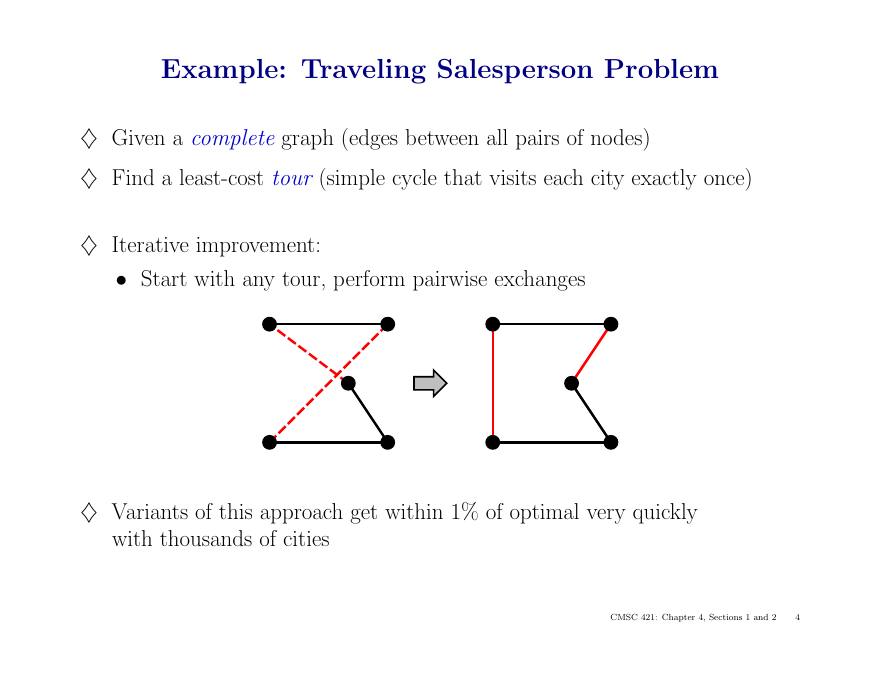 Example: Traveling Salesperson Problem
♢ Given a complete graph (edges between all pairs of nodes)
♢ Find a least-cost tour (simple cycle that visits each city exactly once)
♢ Iterative improvement:
• Start with any tour, perform pairwise exchanges
♢ Variants of this approach get within 1% of optimal very quickly
with thousands of cities
CMSC 421: Chapter 4, Sections 1 and 2 4